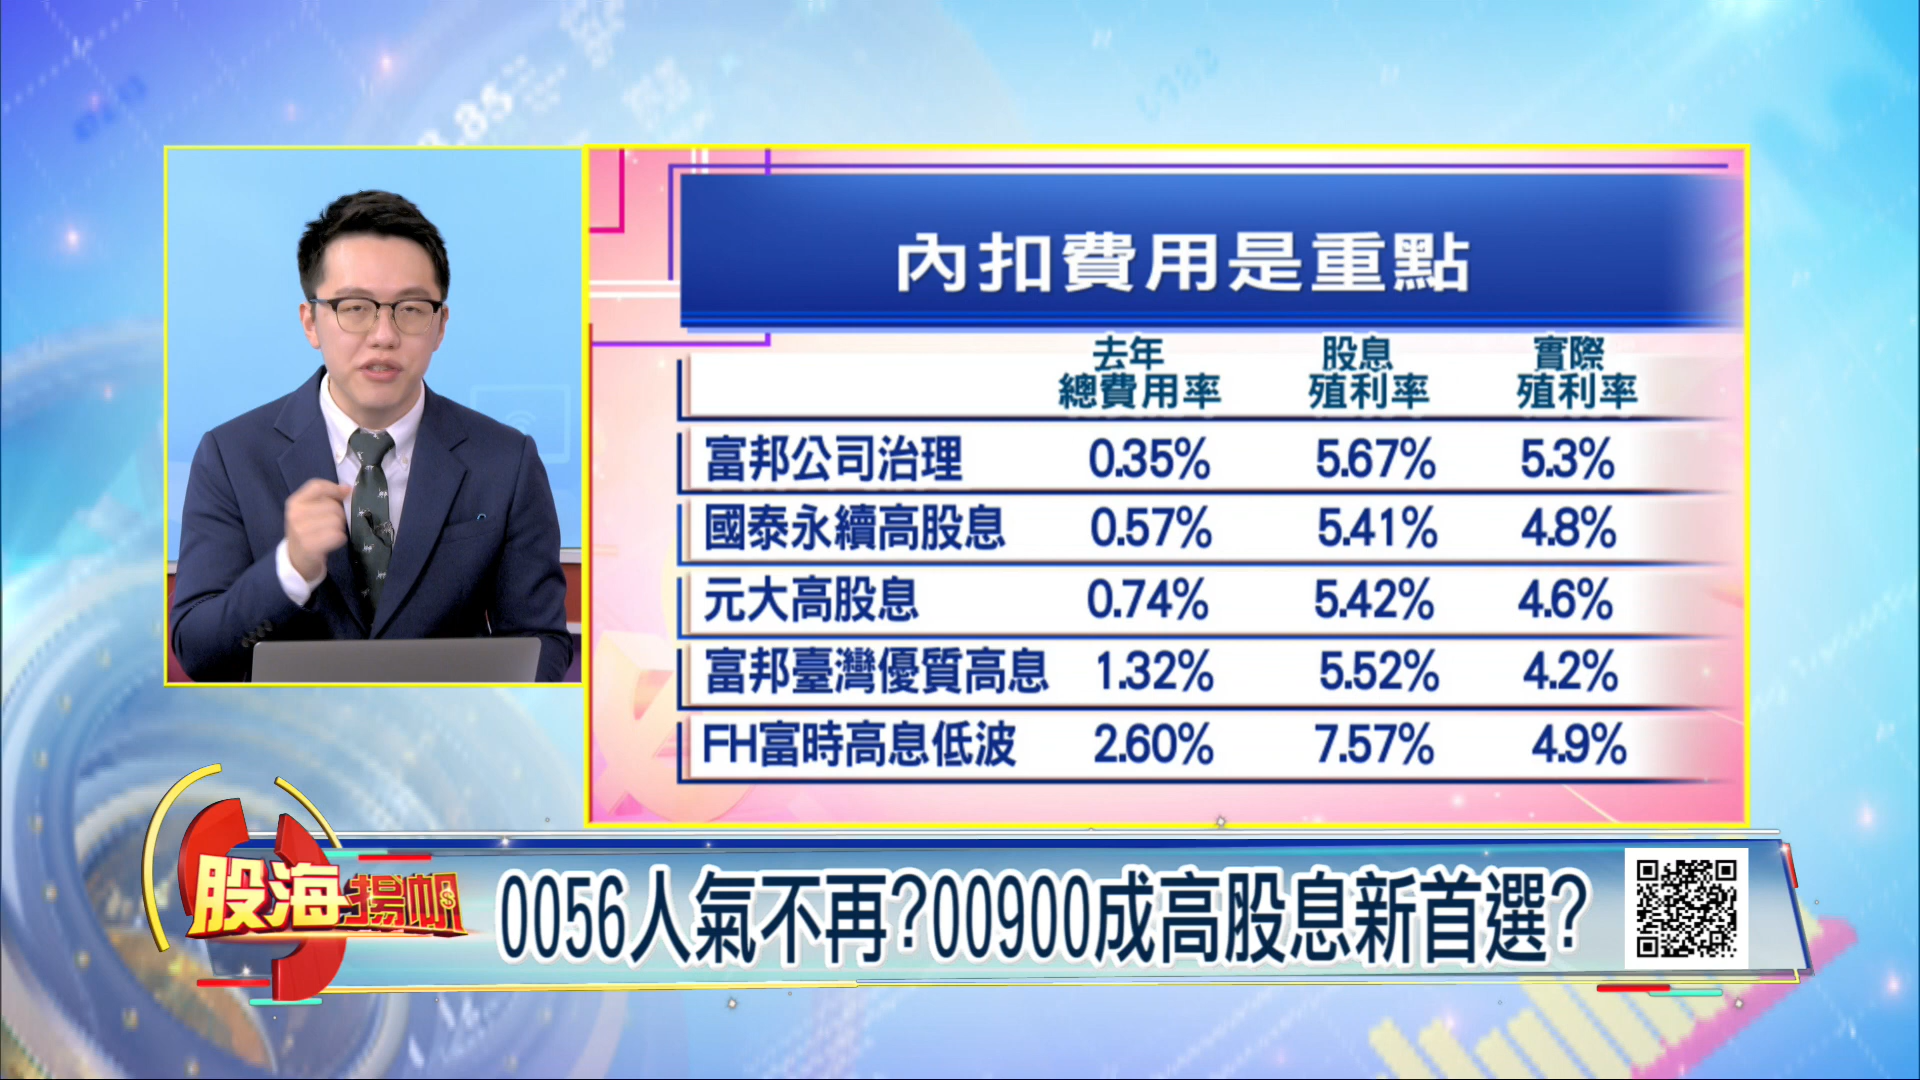 內扣費用是重點
去年 股息 實際
總費用率 殖利率 殖利率
富邦公司治理 0.35% 5.67% 5.3%
國泰永續高股息 0.57% 5.41% 4.8%
元大高股息 0.74% 5.42% 4.6%
富邦臺灣優質高息 1.32% 5.52% 4.2%
FH富時高息低波 2.60% 7.57% 4.9%
股海揚帆
0056人氣不再?00900成高股息新首選?